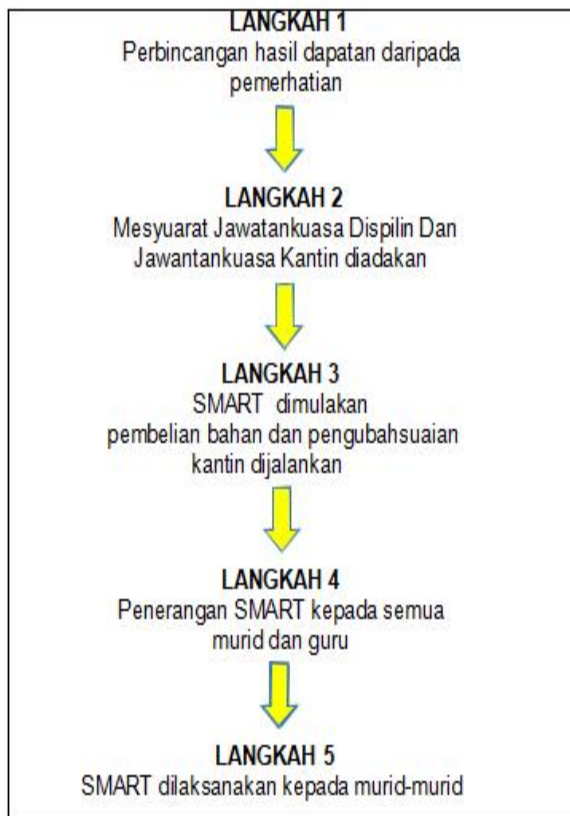 LANGKAH 1
Perbincangan hasil dapatan daripada
pemerhatian
LANGKAH 2
Mesyuarat Jawatankuasa Dispilin Dan
Jawantankuasa Kantin diadakan
LANGKAH 3
SMART dimulakan
pembelian bahan dan pengubahsuaian
kantin dijalankan
LANGKAH 4
Penerangan SMART kepada semua
murid dan guru
LANGKAH 5
SMART dilaksanakan kepada murid-murid